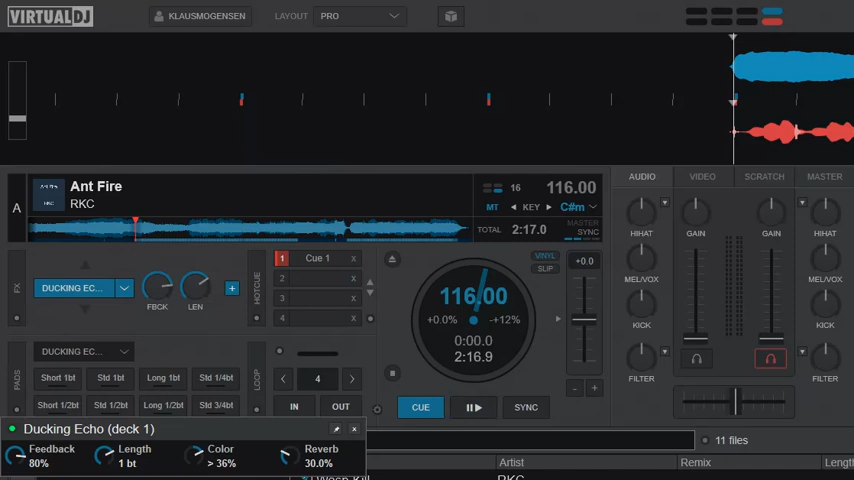 VIRTUALDJ
KLAUSMOGENSEN
LAYOUT
PRO
A
Ant Fire
RKC
16
116.00
MT
KEY
C#m
TOTAL
2:17.0
MASTER
SYNC
AUDIO
VIDEO
SCRATCH
MASTER
HIHAT
GAIN
GAIN
HIHAT
MEL/VOX
MEL/VOX
KICK
KICK
FILTER
FILTER
FX
DUCKING EC...
FBCK
LEN
+
HOTCUE
1 Cue 1 x
2 x
3 x
4 x
VINYL
SLIP
+0.0
116.00
+0.0% -+12%
0:00.0
2:16.9
PADS
DUCKING EC...
Short 1bt Std 1bt Long 1bt Std 1/4bt
Short 1/2bt Std 1/2bt Long 1/2bt Std 3/4bt
LOOP
4
IN
OUT
CUE
SYNC
-
+
Ducking Echo (deck 1)
x
Feedback Length Color Reverb
80% 1 bt > 36% 30.0%
11 files
Artist Remix Length
Wasp Kill RKC